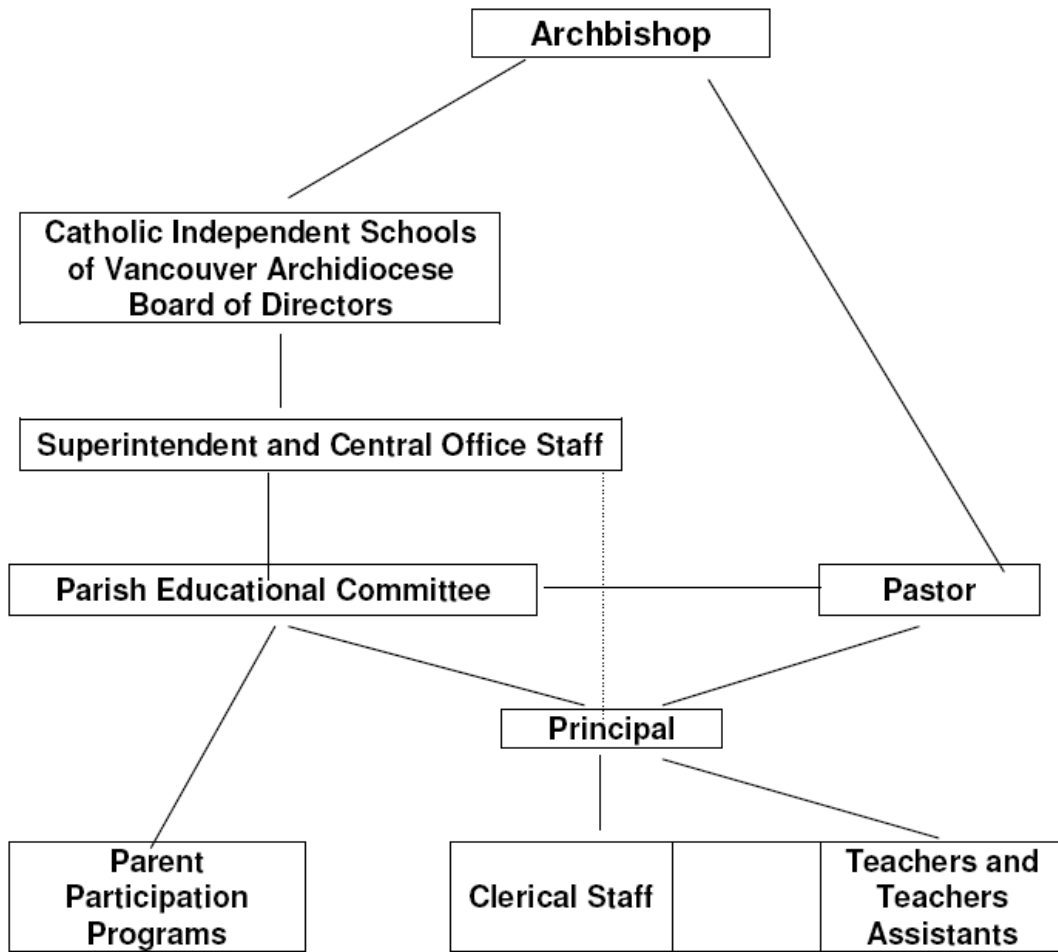 Archbishop
Catholic Independent Schools
of Vancouver Archidiocese
Board of Directors
Superintendent and Central Office Staff
Parish Educational Committee
Pastor
Principal
Parent
Participation
Programs
Clerical Staff
Teachers and
Teachers
Assistants